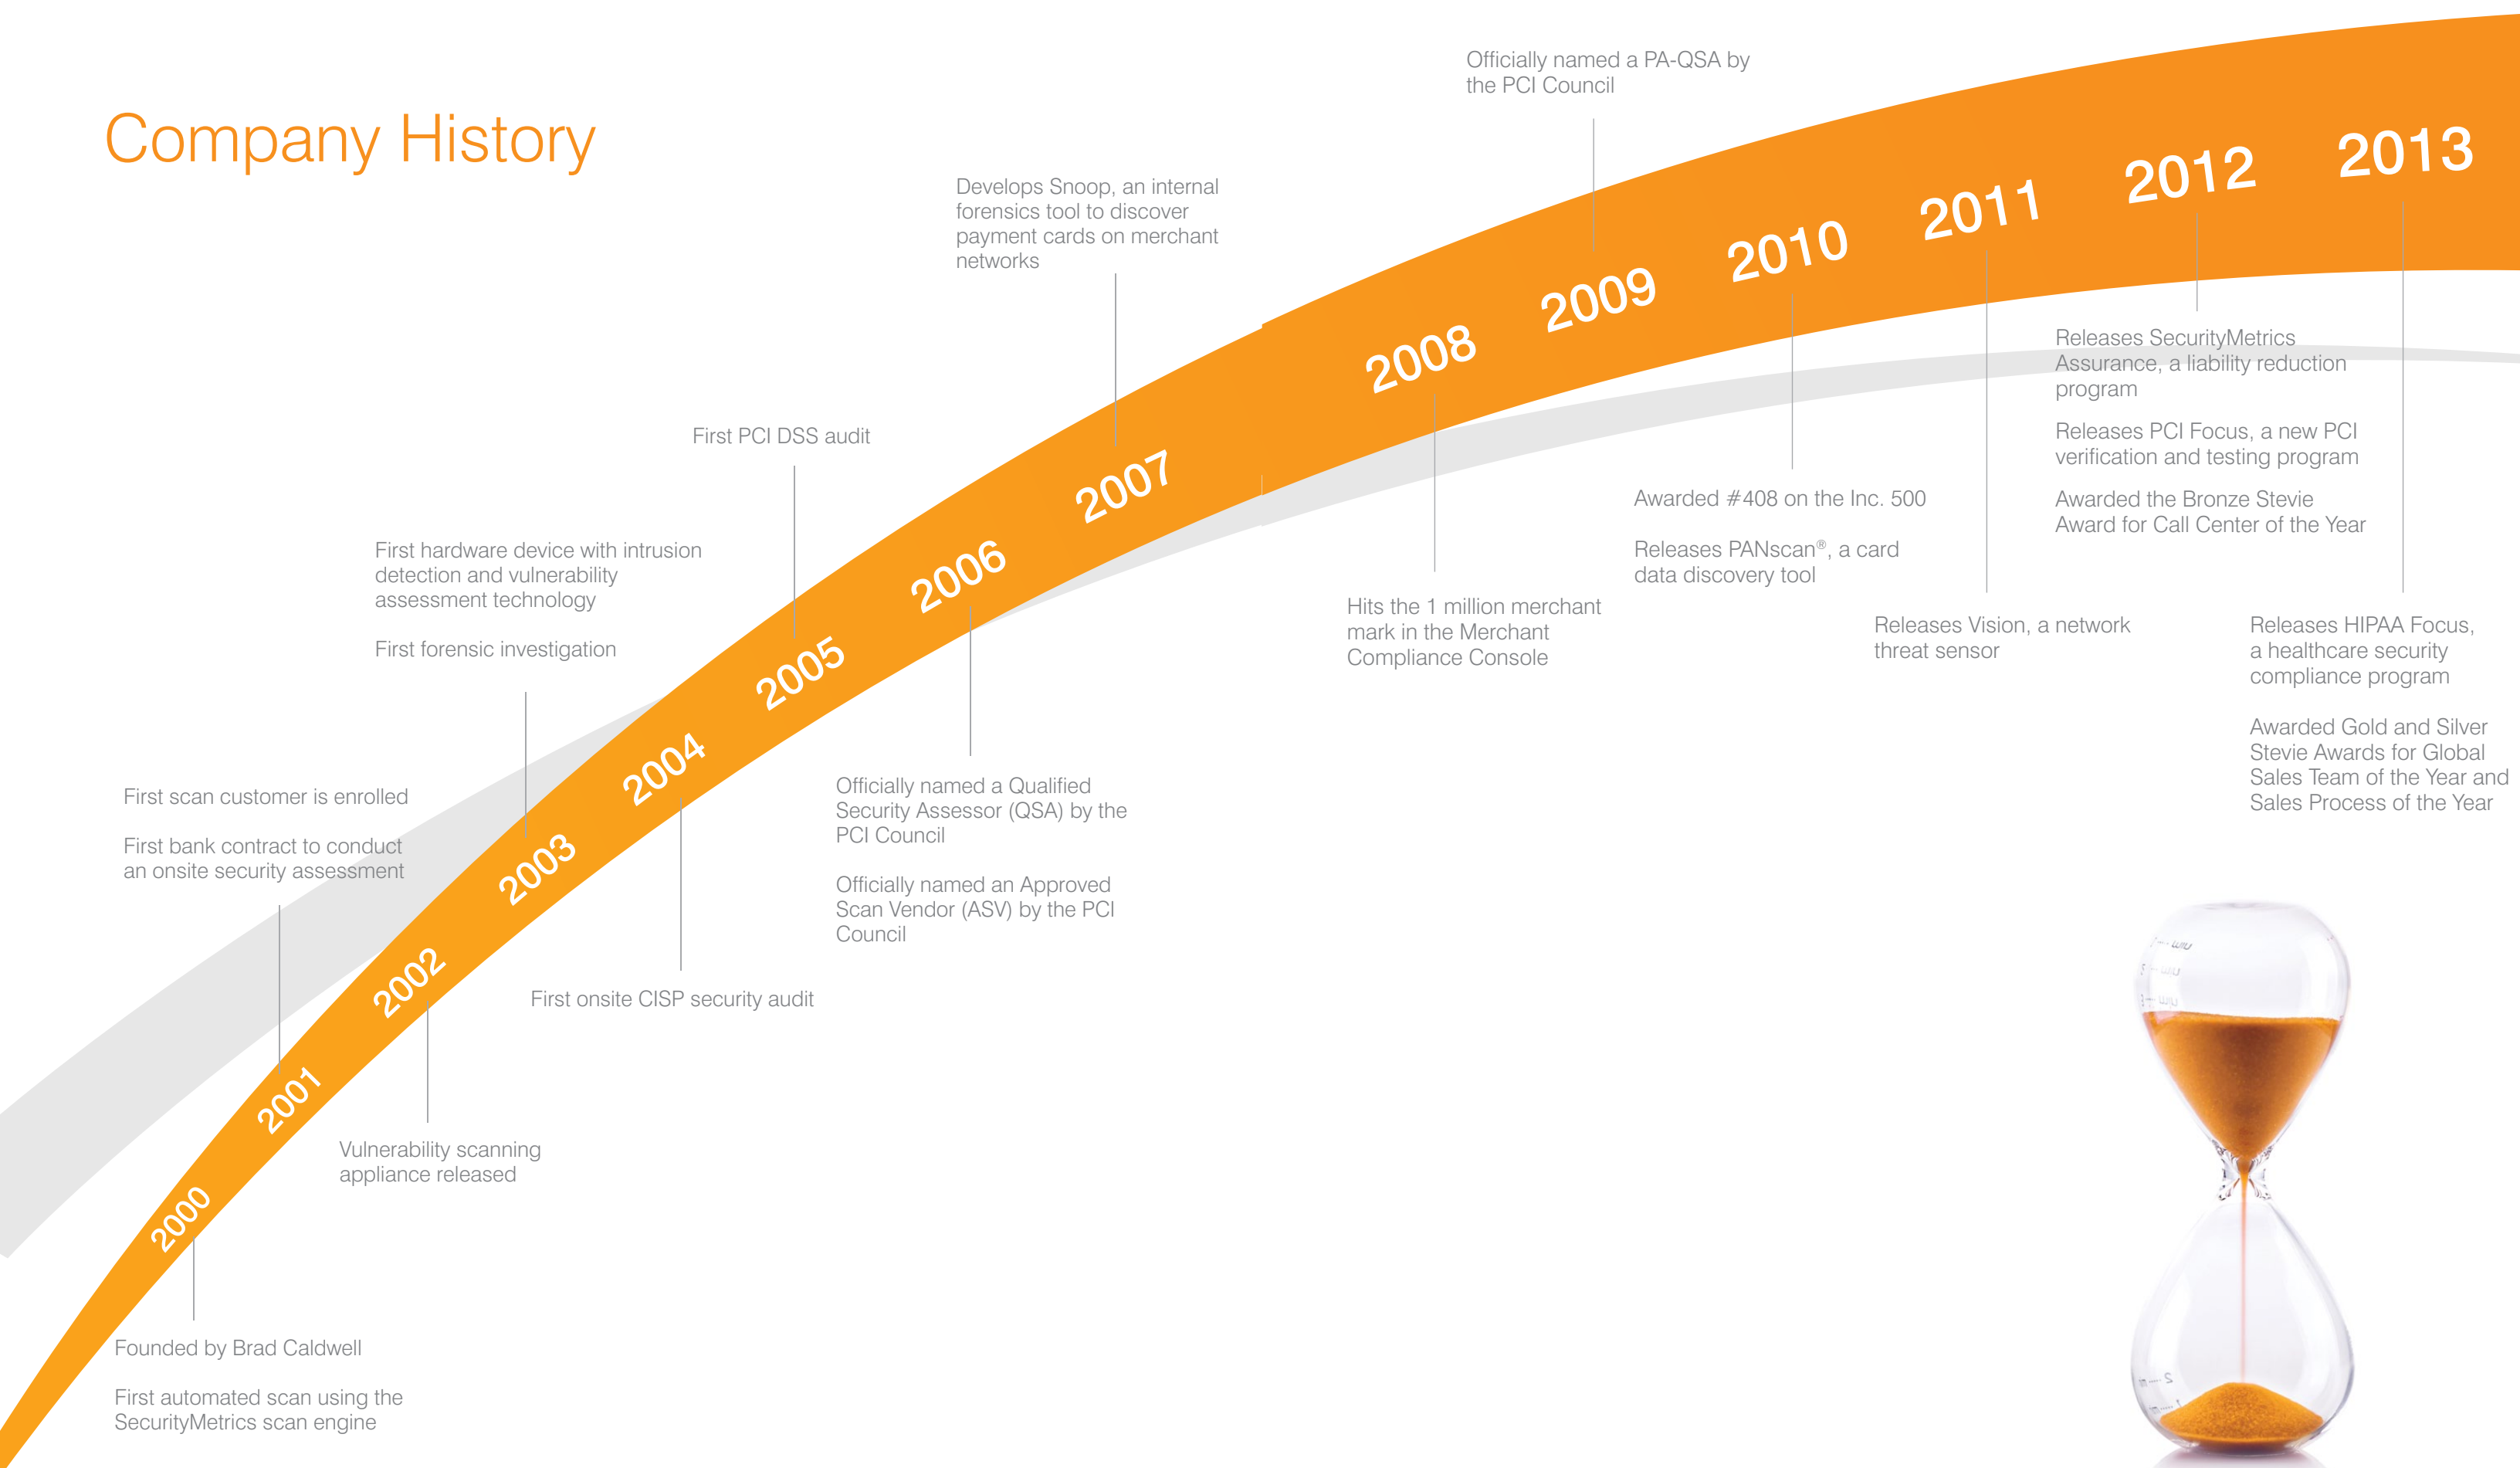 Company History
Officially named a PA-QSA by
the PCI Council
Develops Snoop, an internal
forensics tool to discover
payment cards on merchant
networks
First PCI DSS audit
First hardware device with intrusion
detection and vulnerability
assessment technology
First forensic investigation
First scan customer is enrolled
First bank contract to conduct
an onsite security assessment
2000
2001
2002
2003
2004
2005
2006
2007
2008
2009
2010
2011
2012
2013
Founded by Brad Caldwell
First automated scan using the
SecurityMetrics scan engine
Vulnerability scanning
appliance released
First onsite CISP security audit
Officially named a Qualified
Security Assessor (QSA) by the
PCI Council
Officially named an Approved
Scan Vendor (ASV) by the PCI
Council
Hits the 1 million merchant
mark in the Merchant
Compliance Console
Awarded #408 on the Inc. 500
Releases PANscan®, a card
data discovery tool
Releases Vision, a network
threat sensor
Releases SecurityMetrics
Assurance, a liability reduction
program
Releases PCI Focus, a new PCI
verification and testing program
Awarded the Bronze Stevie
Award for Call Center of the Year
Releases HIPAA Focus,
a healthcare security
compliance program
Awarded Gold and Silver
Stevie Awards for Global
Sales Team of the Year and
Sales Process of the Year